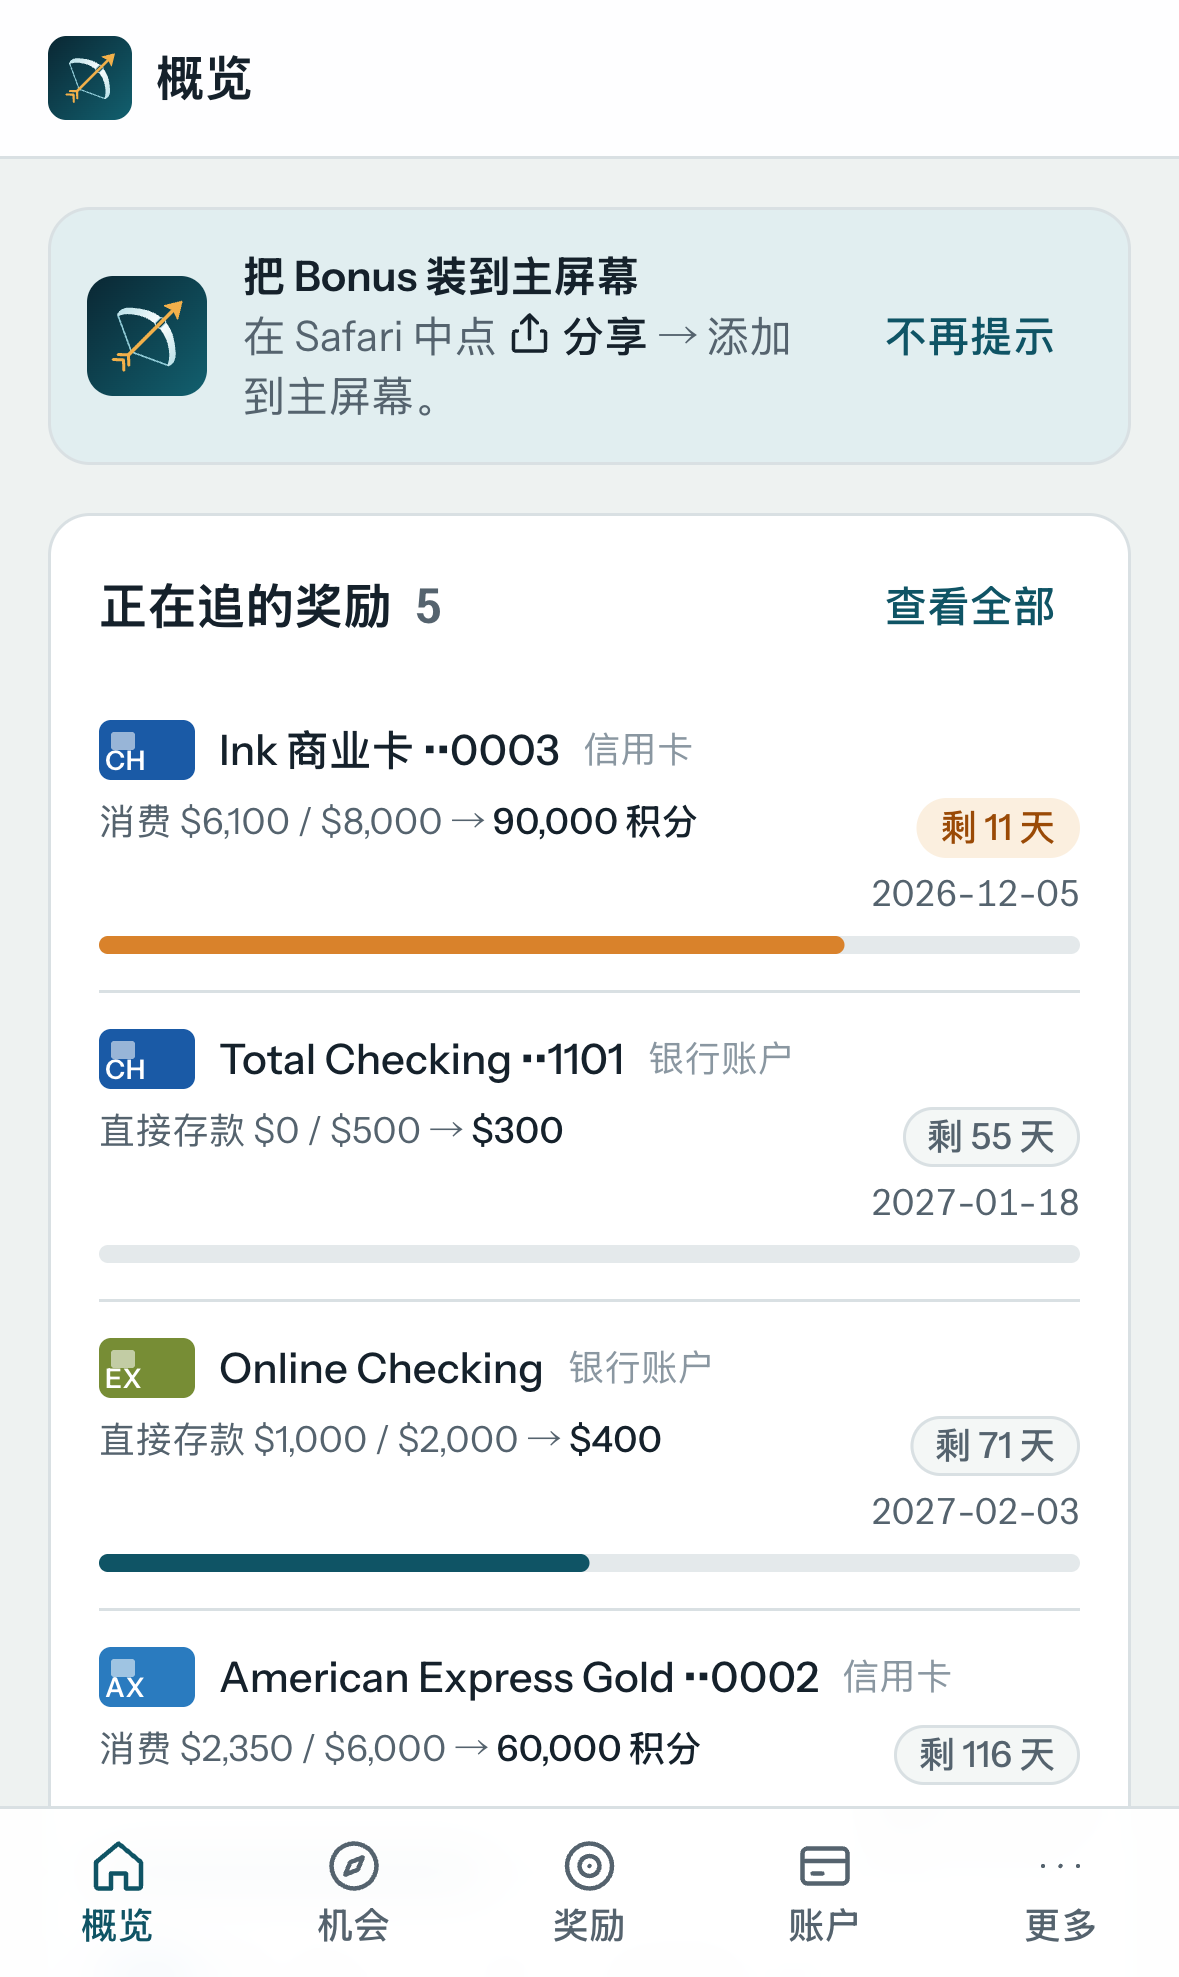 概览
把 Bonus 装到主屏幕
在 Safari 中点 分享 → 添加
到主屏幕。
不再提示
正在追的奖励 5
查看全部
CH
Ink 商业卡 ··0003 信用卡
消费 $6,100 / $8,000 → 90,000 积分
剩 11 天
2026-12-05
CH
Total Checking ··1101 银行账户
直接存款 $0 / $500 → $300
剩 55 天
2027-01-18
EX
Online Checking 银行账户
直接存款 $1,000 / $2,000 → $400
剩 71 天
2027-02-03
AX
American Express Gold ··0002 信用卡
消费 $2,350 / $6,000 → 60,000 积分
剩 116 天
概览
机会
奖励
账户
更多